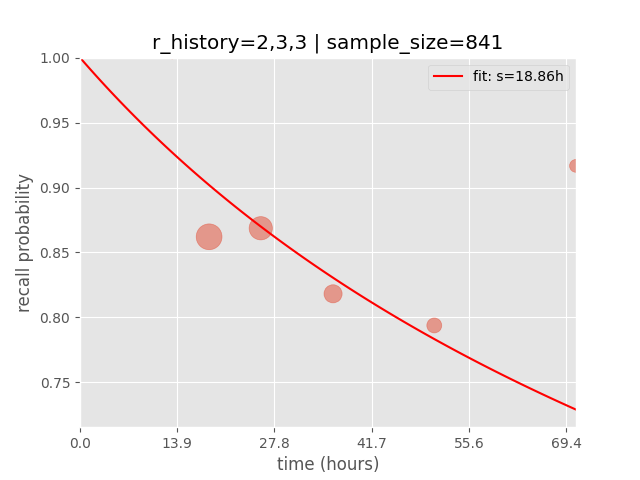 r_history=2,3,3 | sample_size=841
fit: s=18.86h
1.00
0.95
0.90
0.85
0.80
0.75
recall probability
0.0 13.9 27.8 41.7 55.6 69.4
time (hours)